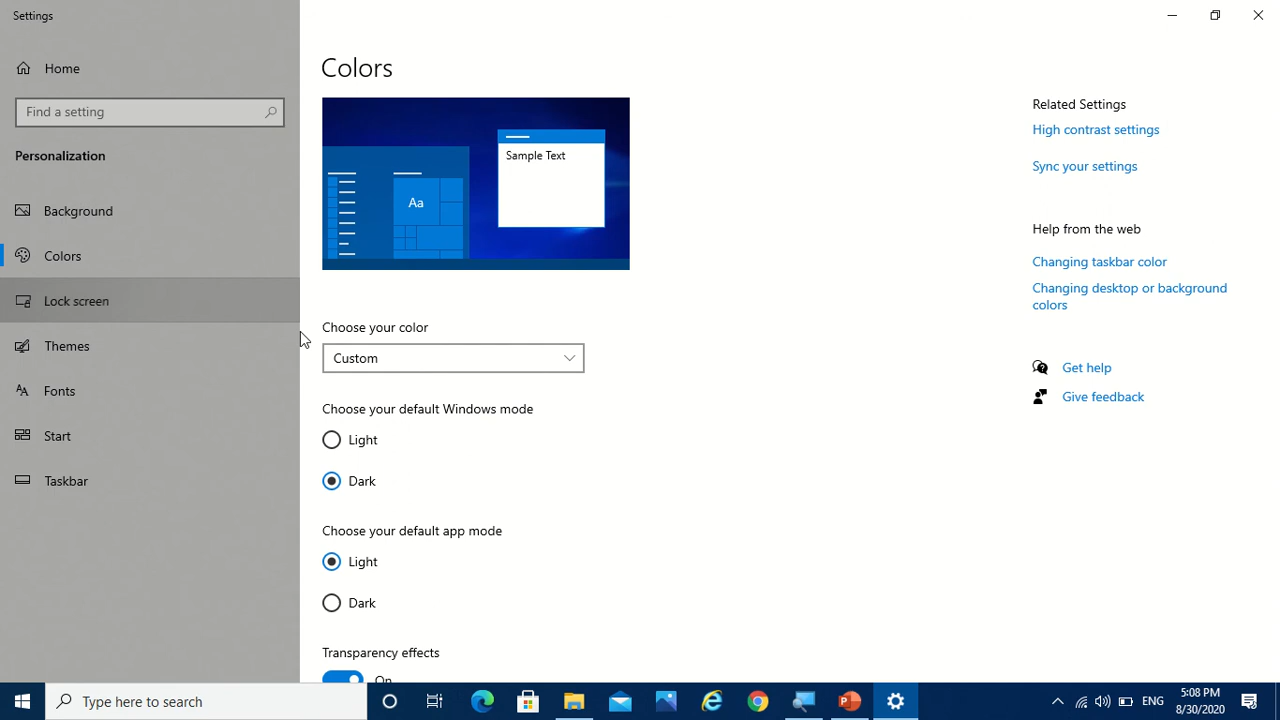 Settings
Home
Find a setting
Personalization
Background
Colors
Lock screen
Themes
Fonts
Start
Taskbar
Colors
Sample Text
Aa
Choose your color
Custom
Choose your default Windows mode
Light
Dark
Choose your default app mode
Light
Dark
Transparency effects
On
Related Settings
High contrast settings
Sync your settings
Help from the web
Changing taskbar color
Changing desktop or background
colors
Get help
Give feedback
Type here to search
ENG
5:08 PM
8/30/2020